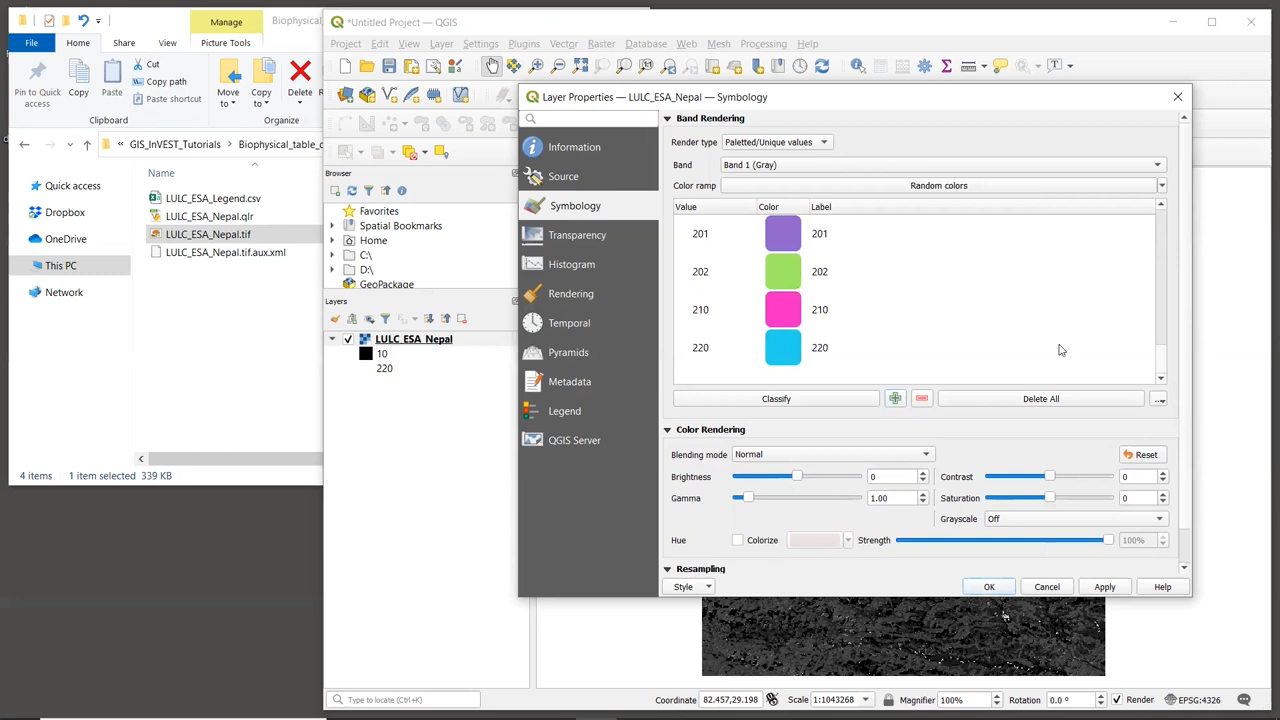 Manage
Biophysical_
File
Home
Share
View
Picture Tools
Pin to Quick access
Copy
Paste
Cut
Copy path
Paste shortcut
Move to
Copy to
Delete
Clipboard
Organize
« GIS_InVEST_Tutorials › Biophysical_table_c
Name
Quick access
Dropbox
OneDrive
This PC
Network
LULC_ESA_Legend.csv
LULC_ESA_Nepal.qlr
LULC_ESA_Nepal.tif
LULC_ESA_Nepal.tif.aux.xml
4 items 1 item selected 339 KB
*Untitled Project — QGIS
Project Edit View Layer Settings Plugins Vector Raster Database Web Mesh Processing Help
Browser
Favorites
Spatial Bookmarks
Home
C:\
D:\
GeoPackage
Layers
LULC_ESA_Nepal
10
220
Layer Properties — LULC_ESA_Nepal — Symbology
Information
Source
Symbology
Transparency
Histogram
Rendering
Temporal
Pyramids
Metadata
Legend
QGIS Server
Band Rendering
Render type Paletted/Unique values
Band Band 1 (Gray)
Color ramp Random colors
Value Color Label
201 201
202 202
210 210
220 220
Classify Delete All ...
Color Rendering
Blending mode Normal Reset
Brightness 0 Contrast 0
Gamma 1.00 Saturation 0
Grayscale Off
Hue Colorize Strength 100%
Resampling
Style OK Cancel Apply Help
Type to locate (Ctrl+K)
Coordinate 82.457,29.198 Scale 1:1043268 Magnifier 100% Rotation 0.0 ° Render EPSG:4326